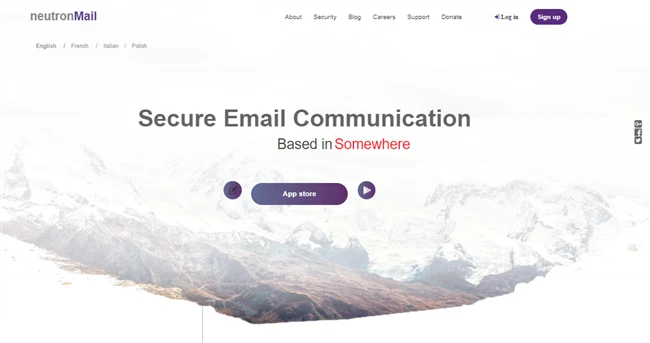 neutronMail
About Security Blog Careers Support Donate Log in Sign up
English / French / Italian / Polish
Secure Email Communication
Based in Somewhere
App store